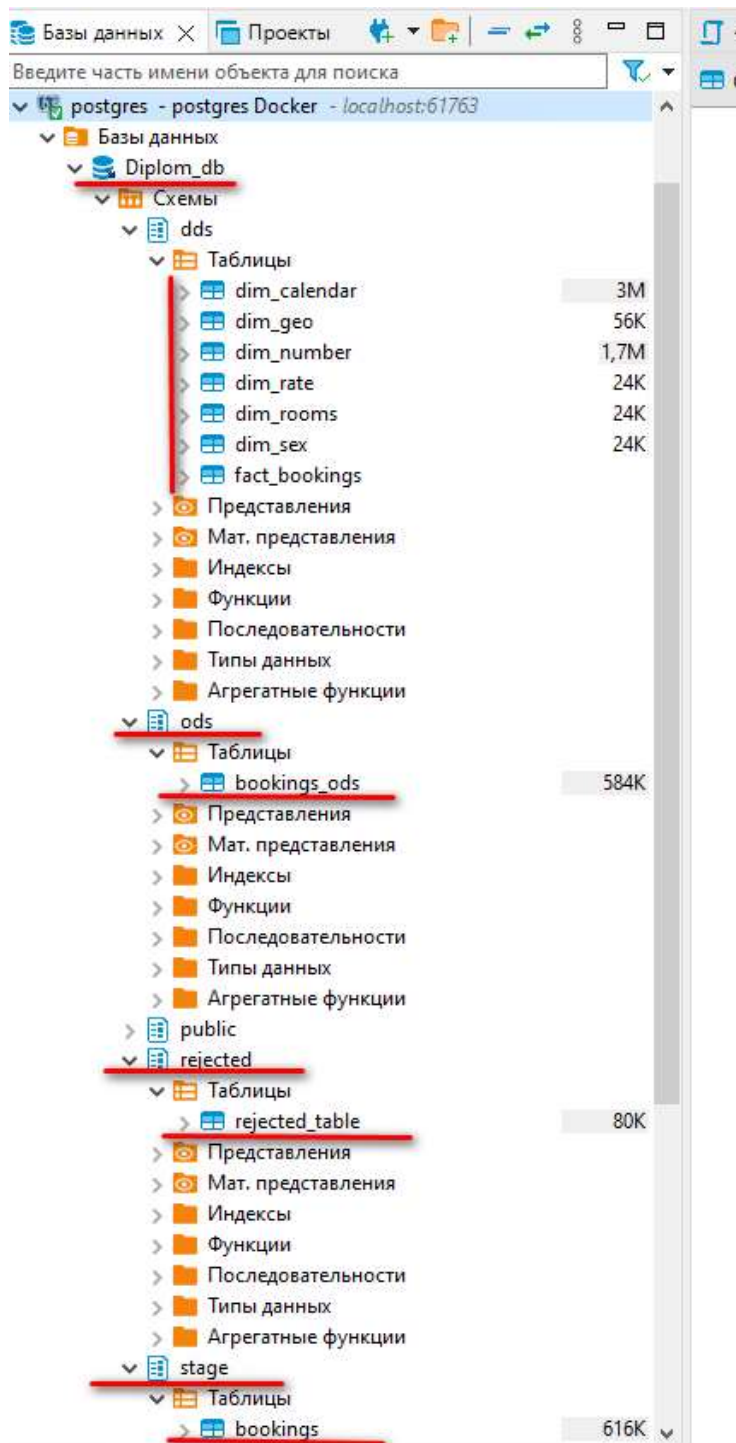 Базы данных Проекты
Введите часть имени объекта для поиска
postgres - postgres Docker - localhost:61763
Базы данных
Diplom_db
Схемы
dds
Таблицы
dim_calendar 3M
dim_geo 56K
dim_number 1,7M
dim_rate 24K
dim_rooms 24K
dim_sex 24K
fact_bookings
Представления
Мат. представления
Индексы
Функции
Последовательности
Типы данных
Агрегатные функции
ods
Таблицы
bookings_ods 584K
Представления
Мат. представления
Индексы
Функции
Последовательности
Типы данных
Агрегатные функции
public
rejected
Таблицы
rejected_table 80K
Представления
Мат. представления
Индексы
Функции
Последовательности
Типы данных
Агрегатные функции
stage
Таблицы
bookings 616K